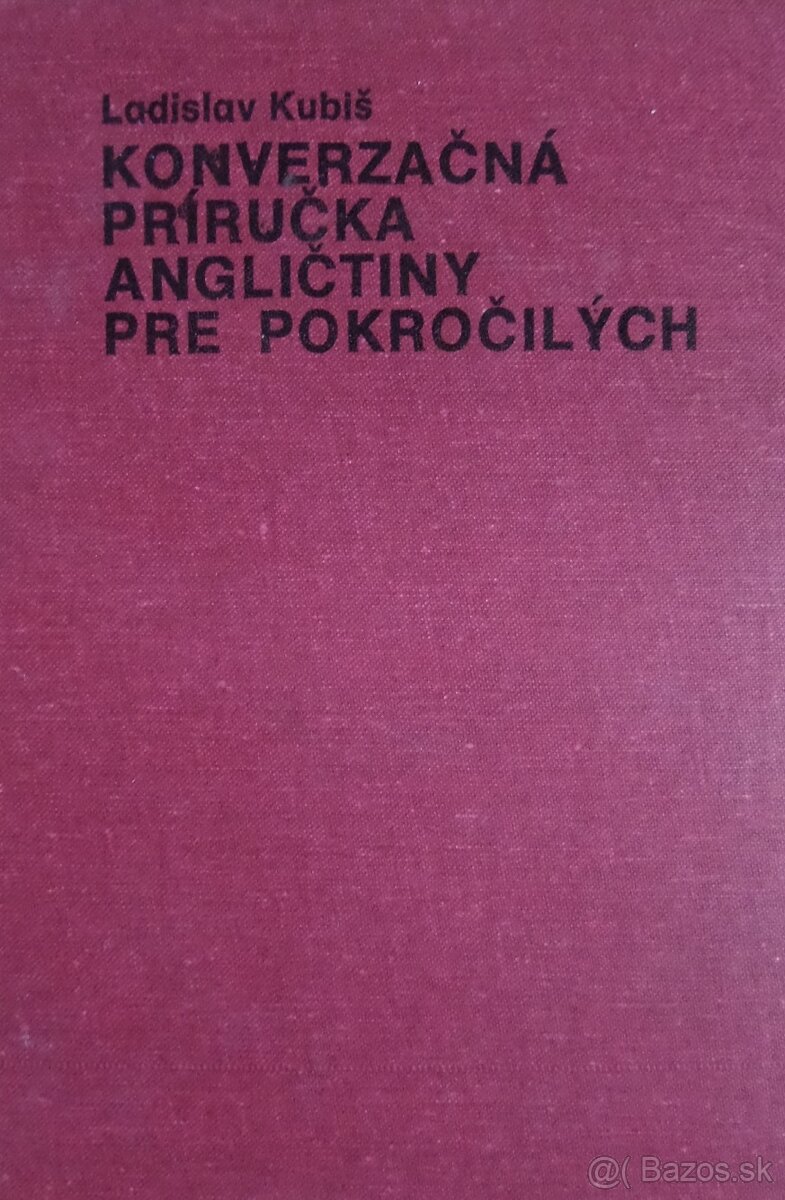 Ladislav Kubiš
KONVERZAČNÁ
PRÍRUČKA
ANGLIČTINY
PRE POKROČILÝCH
@( Bazos.sk